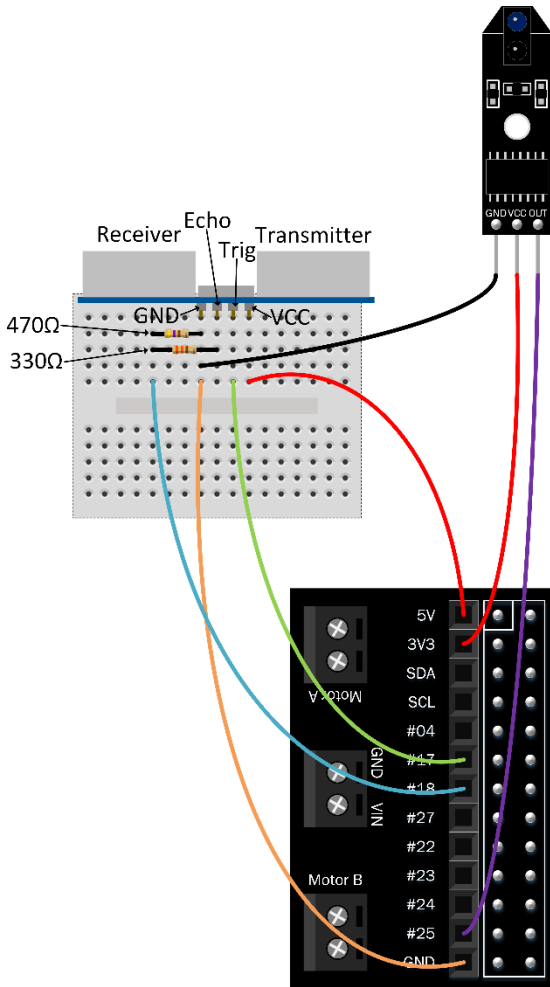 GND VCC OUT
Echo
Receiver
Transmitter
Trig
GND
VCC
470Ω
330Ω
5V
3V3
SDA
SCL
#04
#17
#18
#27
#22
#23
#24
#25
GND
Motor A
GND
VIN
Motor B